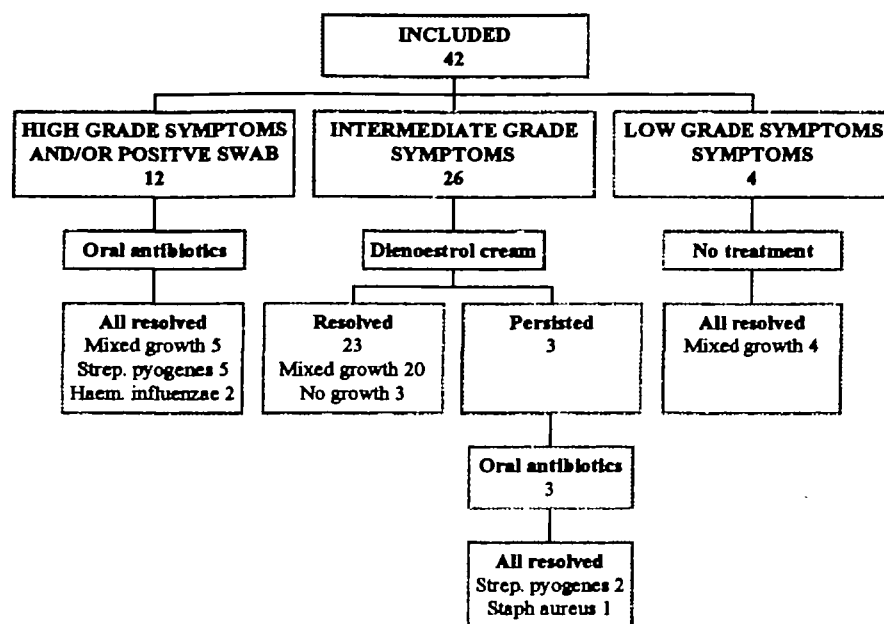 INCLUDED
42
HIGH GRADE SYMPTOMS
AND/OR POSITVE SWAB
12
INTERMEDIATE GRADE
SYMPTOMS
26
LOW GRADE SYMPTOMS
SYMPTOMS
4
Oral antibiotics
Dienoestrol cream
No treatment
All resolved
Mixed growth 5
Strep. pyogenes 5
Haem. influenzae 2
Resolved
23
Mixed growth 20
No growth 3
Persisted
3
All resolved
Mixed growth 4
Oral antibiotics
3
All resolved
Strep. pyogenes 2
Staph aureus 1